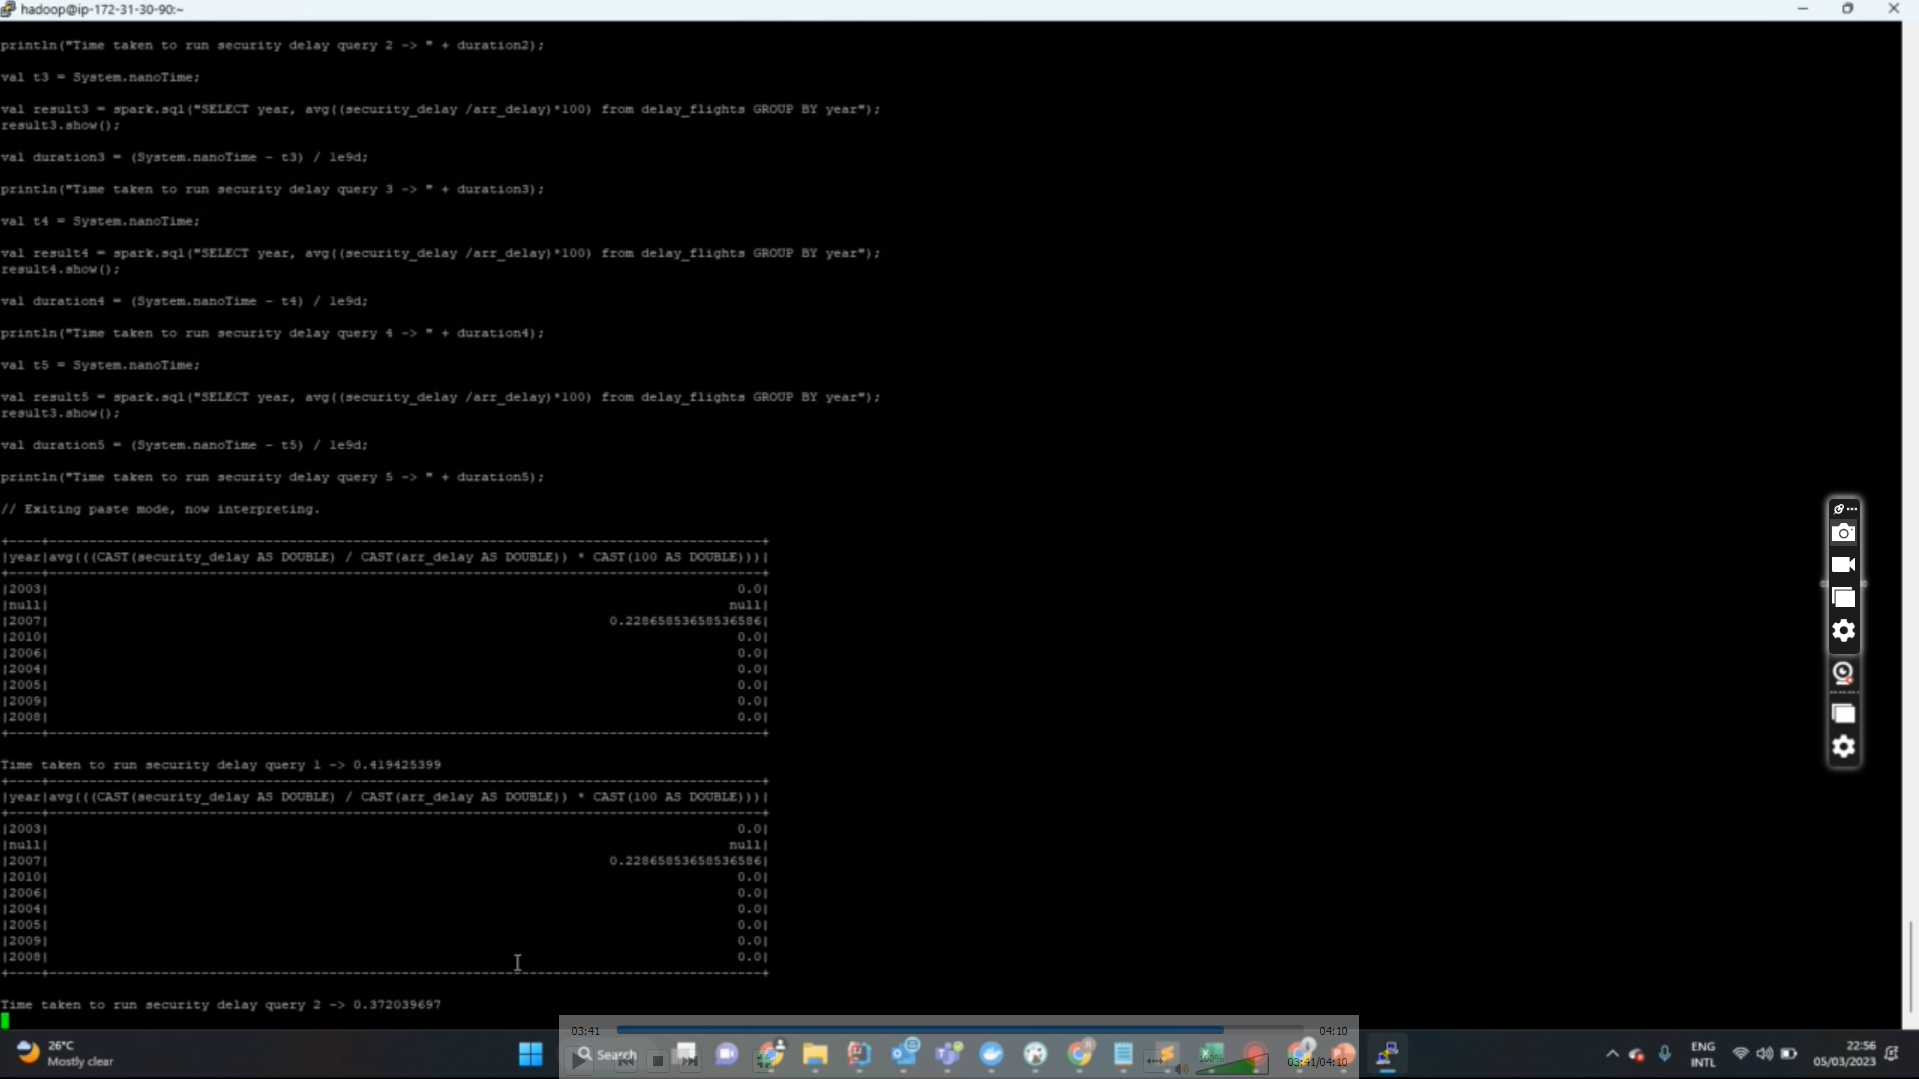 hadoop@ip-172-31-30-90:~
println("Time taken to run security delay query 2 -> " + duration2);
val t3 = System.nanoTime;
val result3 = spark.sql("SELECT year, avg((security_delay /arr_delay)*100) from delay_flights GROUP BY year");
result3.show();
val duration3 = (System.nanoTime - t3) / 1e9d;
println("Time taken to run security delay query 3 -> " + duration3);
val t4 = System.nanoTime;
val result4 = spark.sql("SELECT year, avg((security_delay /arr_delay)*100) from delay_flights GROUP BY year");
result4.show();
val duration4 = (System.nanoTime - t4) / 1e9d;
println("Time taken to run security delay query 4 -> " + duration4);
val t5 = System.nanoTime;
val result5 = spark.sql("SELECT year, avg((security_delay /arr_delay)*100) from delay_flights GROUP BY year");
result3.show();
val duration5 = (System.nanoTime - t5) / 1e9d;
println("Time taken to run security delay query 5 -> " + duration5);
// Exiting paste mode, now interpreting.
|year|avg(((CAST(security_delay AS DOUBLE) / CAST(arr_delay AS DOUBLE)) * CAST(100 AS DOUBLE)))|
|2003| 0.0|
|null| null|
|2007| 0.22865853658536586|
|2010| 0.0|
|2006| 0.0|
|2004| 0.0|
|2005| 0.0|
|2009| 0.0|
|2008| 0.0|
Time taken to run security delay query 1 -> 0.419425399
|year|avg(((CAST(security_delay AS DOUBLE) / CAST(arr_delay AS DOUBLE)) * CAST(100 AS DOUBLE)))|
|2003| 0.0|
|null| null|
|2007| 0.22865853658536586|
|2010| 0.0|
|2006| 0.0|
|2004| 0.0|
|2005| 0.0|
|2009| 0.0|
|2008| 0.0|
Time taken to run security delay query 2 -> 0.372039697
03:41 04:10
26°C
Mostly clear
Search
100%
03:41/04:10
ENG
INTL
22:56
05/03/2023